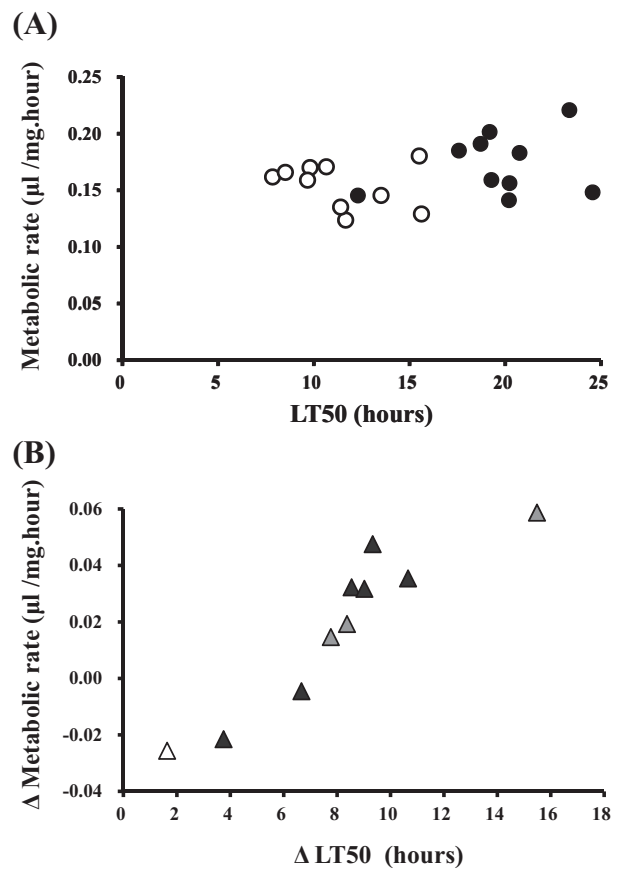 (A)
Metabolic rate (µl /mg.hour)
0.25
0.20
0.15
0.10
0.05
0.00
0 5 10 15 20 25
LT50 (hours)
(B)
Δ Metabolic rate (µl /mg.hour)
0.06
0.04
0.02
0.00
-0.02
-0.04
0 2 4 6 8 10 12 14 16 18
Δ LT50 (hours)